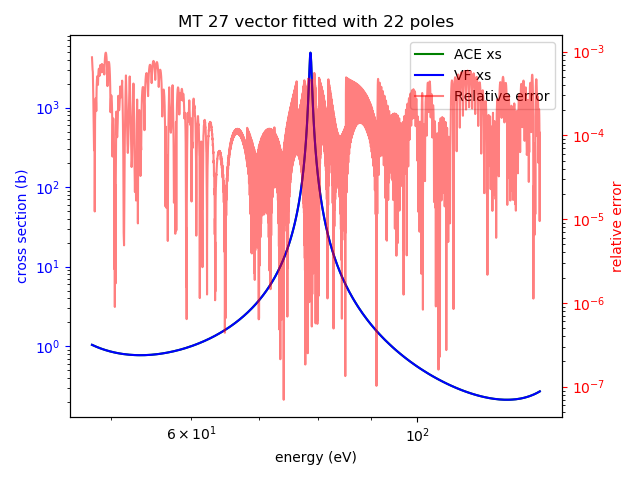 MT 27 vector fitted with 22 poles
ACE xs
VF xs
Relative error
cross section (b)
10³
10²
10¹
10⁰
10⁻³
10⁻⁴
10⁻⁵
10⁻⁶
10⁻⁷
relative error
6 × 10¹
10²
energy (eV)